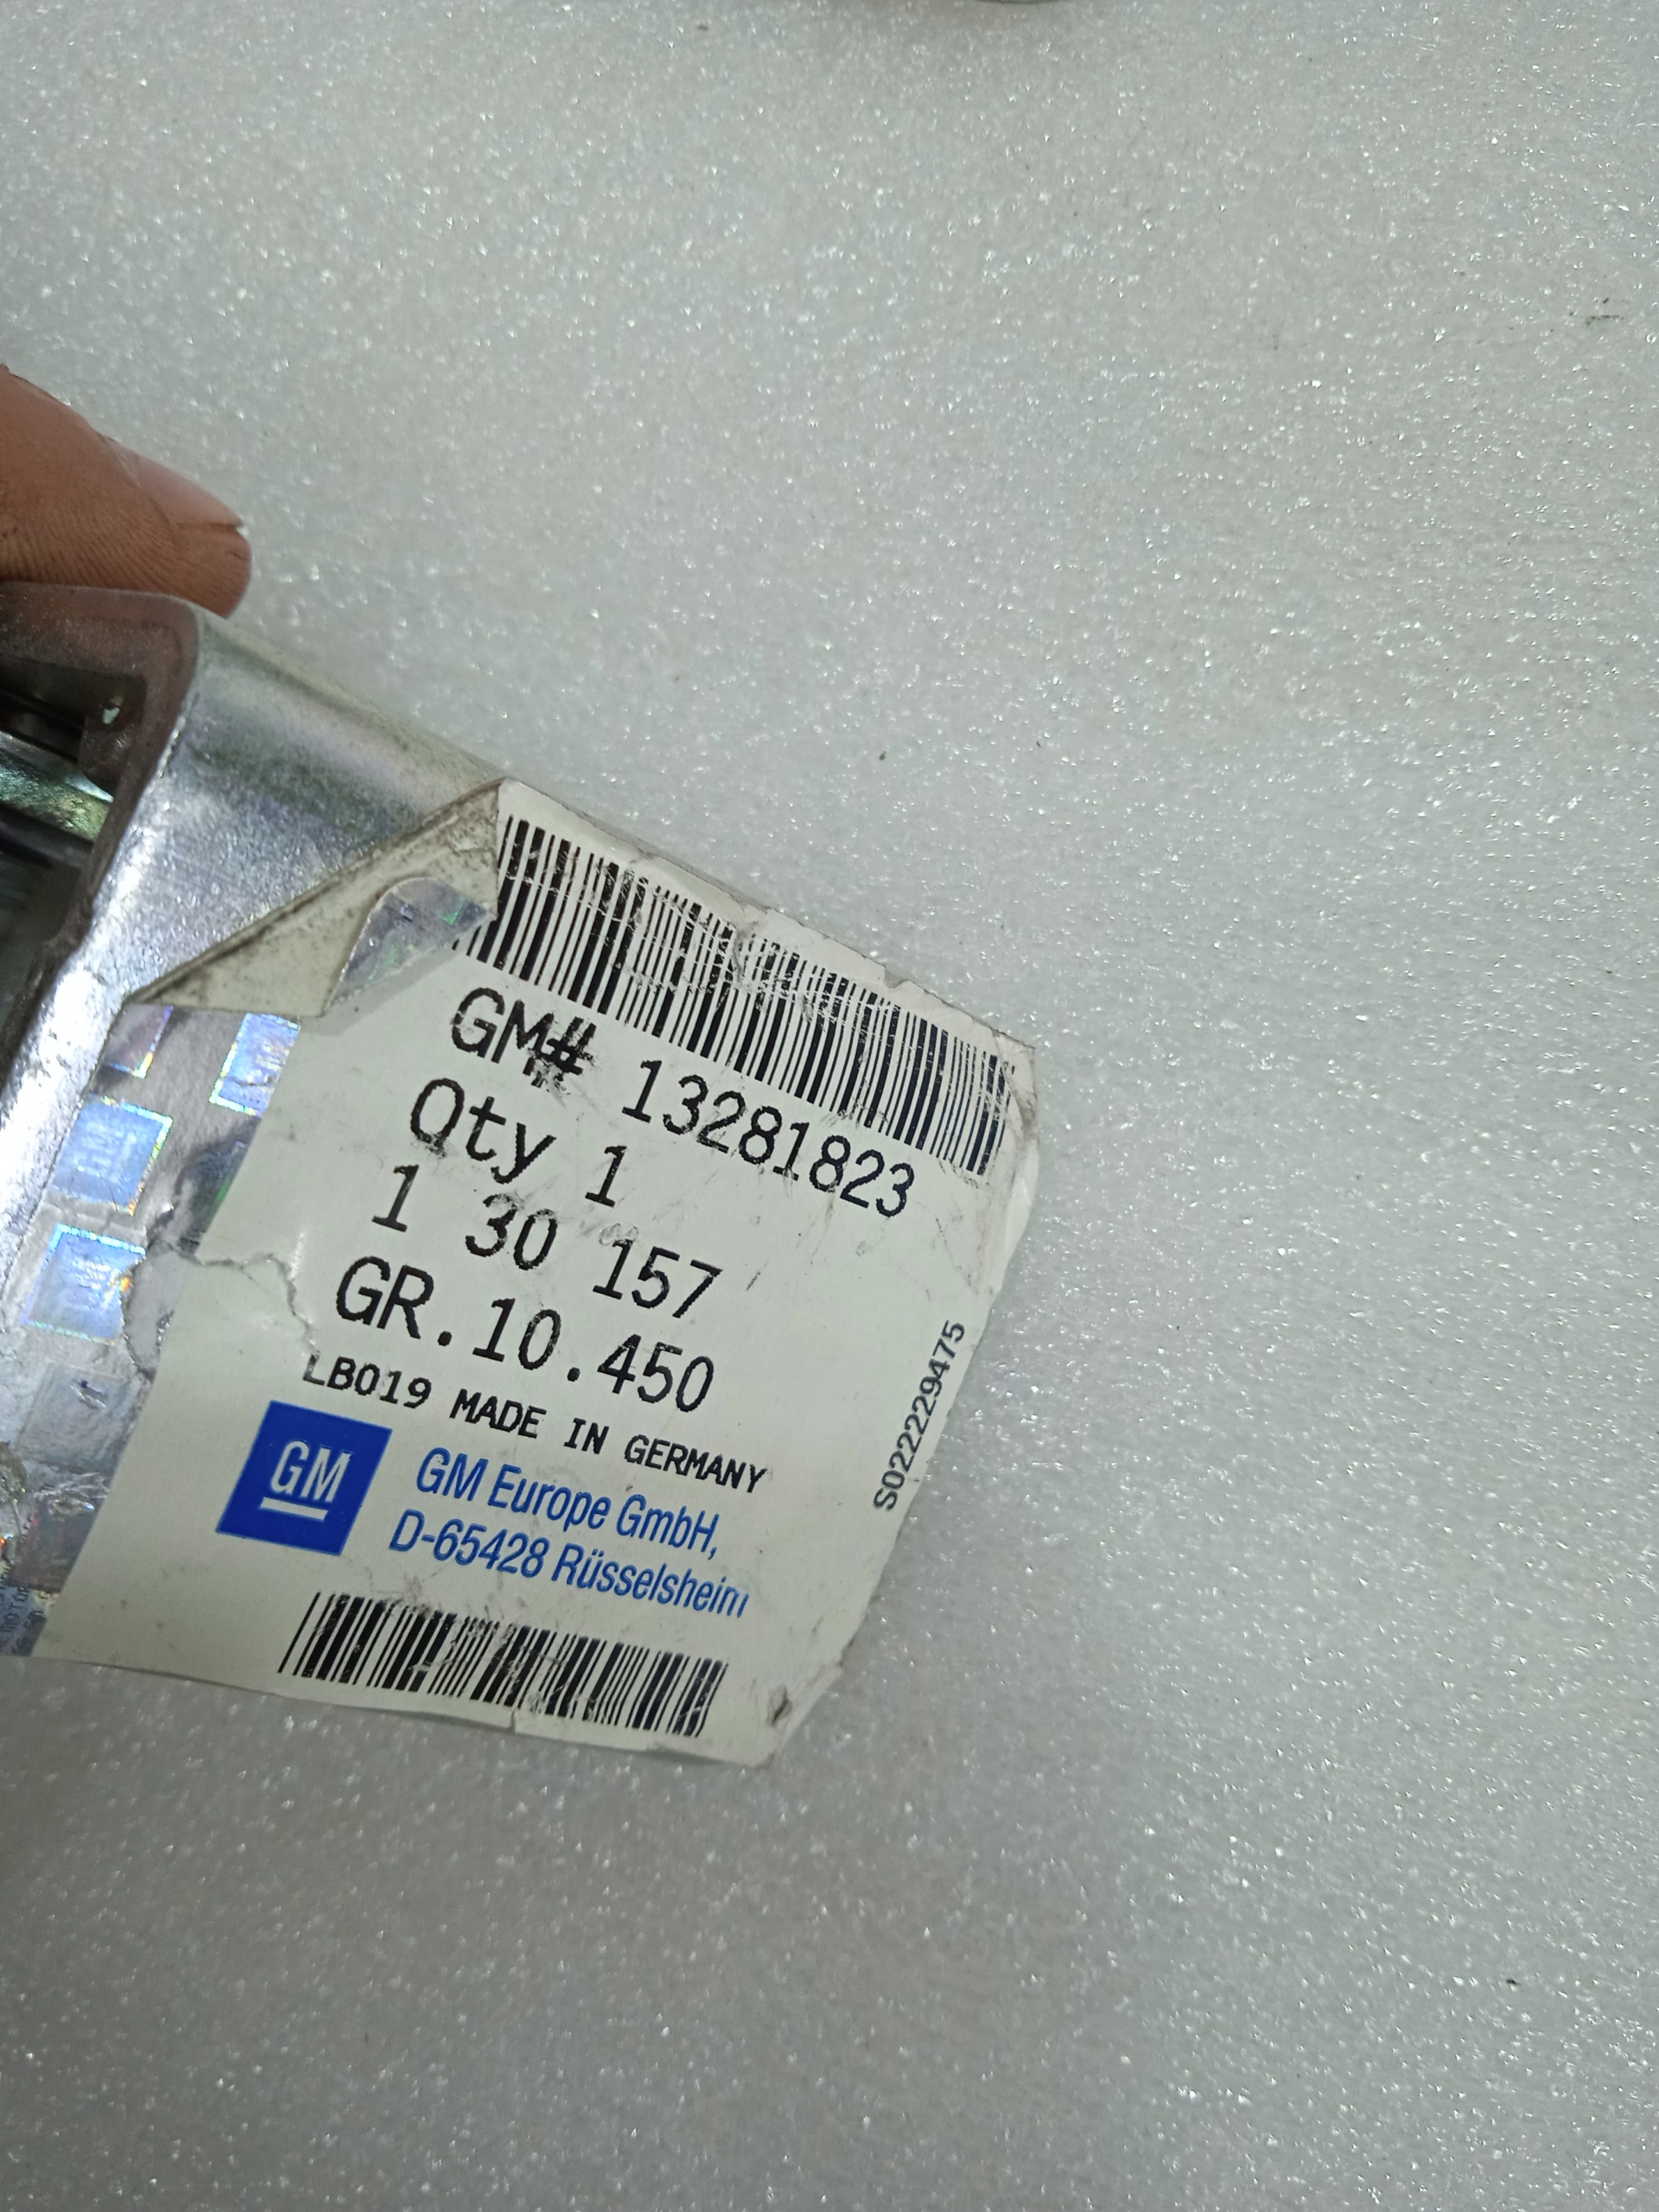 GM# 13281823
Qty 1
1 30 157
GR.10.450
LB019 MADE IN GERMANY
GM
GM Europe GmbH,
D-65428 Rüsselsheim
S022229475